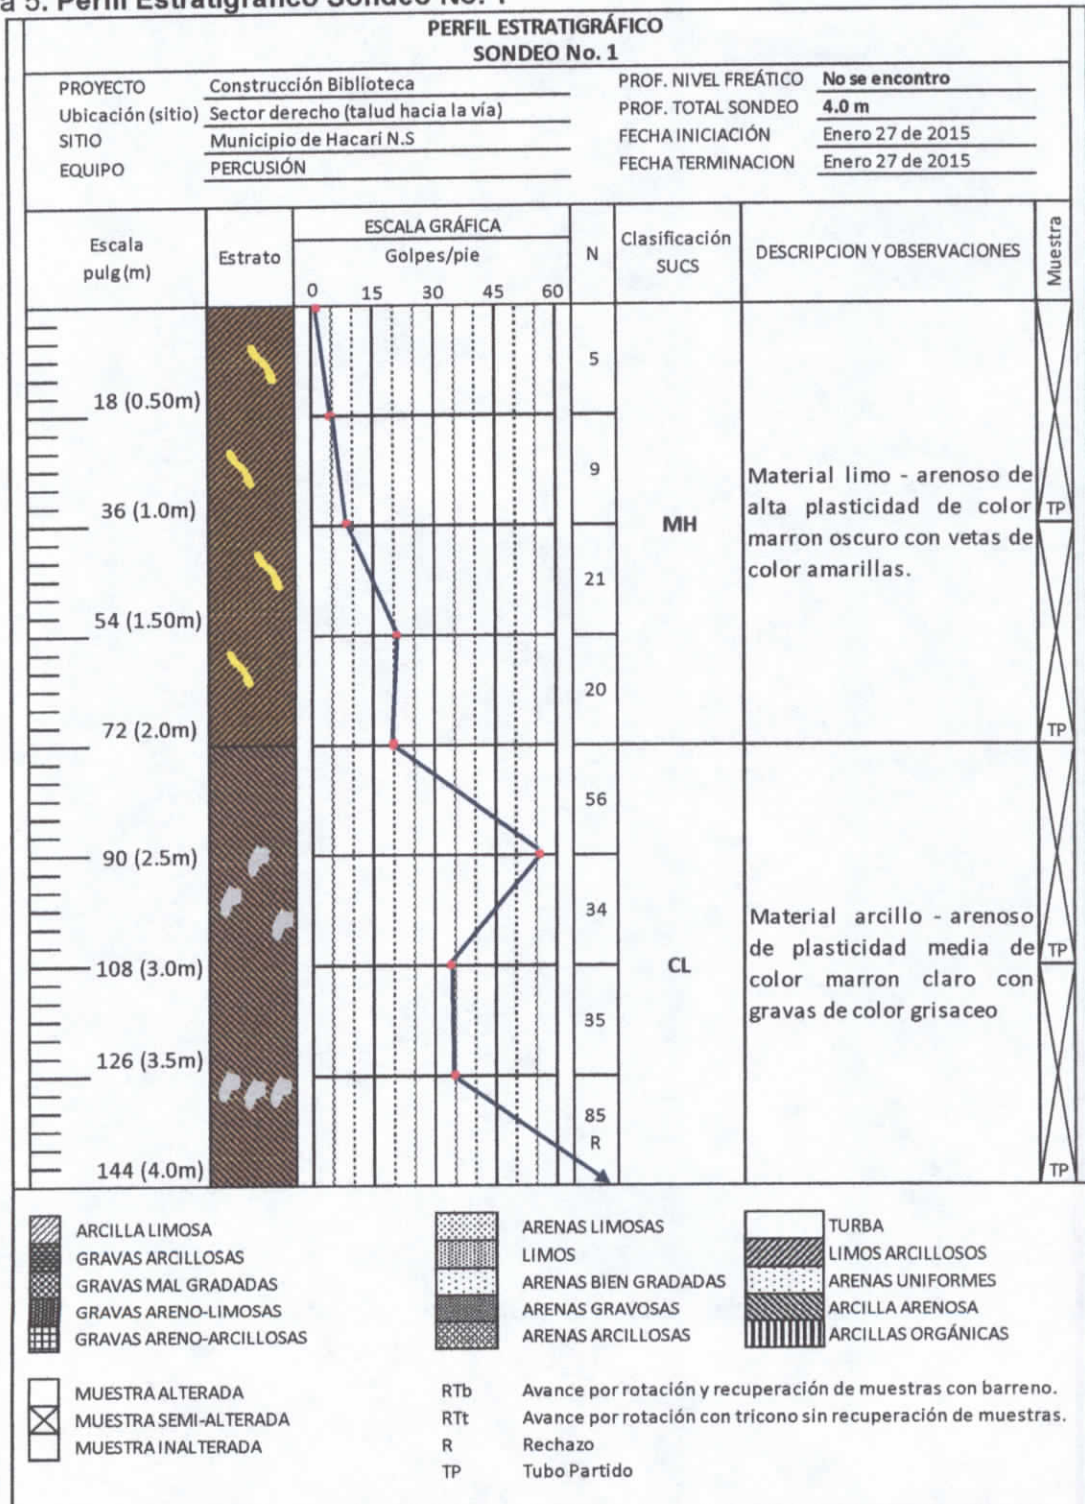 a 5. Perfil Estratigráfico Sondeo No. 1
PERFIL ESTRATIGRÁFICO
SONDEO No. 1
PROYECTO Construcción Biblioteca
Ubicación (sitio) Sector derecho (talud hacia la vía)
SITIO Municipio de Hacarí N.S
EQUIPO PERCUSIÓN
PROF. NIVEL FREÁTICO No se encontro
PROF. TOTAL SONDEO 4.0 m
FECHA INICIACIÓN Enero 27 de 2015
FECHA TERMINACION Enero 27 de 2015
Escala
pulg (m)
Estrato
ESCALA GRÁFICA
Golpes/pie
0 15 30 45 60
N
Clasificación
SUCS
DESCRIPCION Y OBSERVACIONES
Muestra
5
18 (0.50m)
9
36 (1.0m)
21
54 (1.50m)
20
72 (2.0m)
MH
Material limo - arenoso de
alta plasticidad de color
marron oscuro con vetas de
color amarillas.
TP
TP
56
90 (2.5m)
34
108 (3.0m)
35
126 (3.5m)
85
R
144 (4.0m)
CL
Material arcillo - arenoso
de plasticidad media de
color marron claro con
gravas de color grisaceo
TP
TP
ARCILLA LIMOSA
GRAVAS ARCILLOSAS
GRAVAS MAL GRADADAS
GRAVAS ARENO-LIMOSAS
GRAVAS ARENO-ARCILLOSAS
ARENAS LIMOSAS
LIMOS
ARENAS BIEN GRADADAS
ARENAS GRAVOSAS
ARENAS ARCILLOSAS
TURBA
LIMOS ARCILLOSOS
ARENAS UNIFORMES
ARCILLA ARENOSA
ARCILLAS ORGÁNICAS
MUESTRA ALTERADA
MUESTRA SEMI-ALTERADA
MUESTRA INALTERADA
RTb Avance por rotación y recuperación de muestras con barreno.
RTt Avance por rotación con tricono sin recuperación de muestras.
R Rechazo
TP Tubo Partido